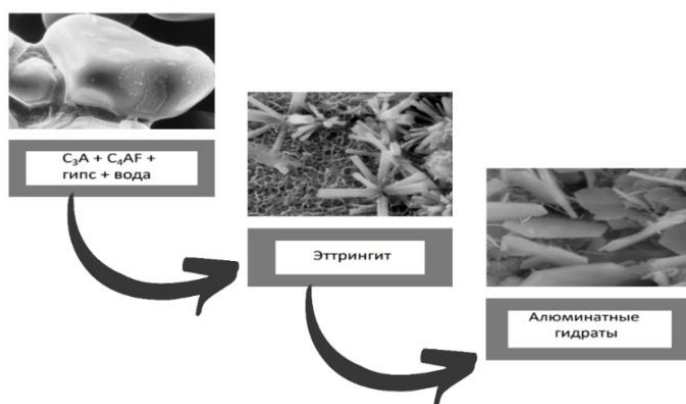 C₃A + C₄AF +
гипс + вода
Эттрингит
Алюминатные
гидраты